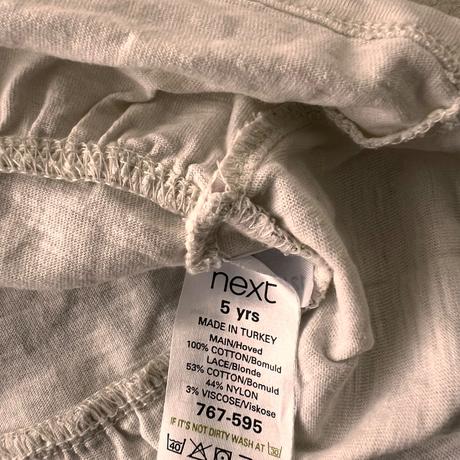 next
5 yrs
MADE IN TURKEY
MAIN/Hoved
100% COTTON/Bomuld
LACE/Blonde
53% COTTON/Bomuld
44% NYLON
3% VISCOSE/Viskose
767-595
IF IT'S NOT DIRTY WASH AT 30
40